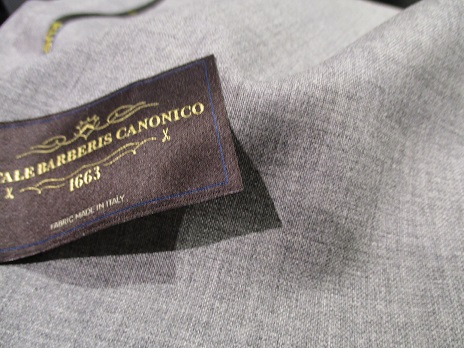 TALE BARBERIS CANONICO
1663
FABRIC MADE IN ITALY